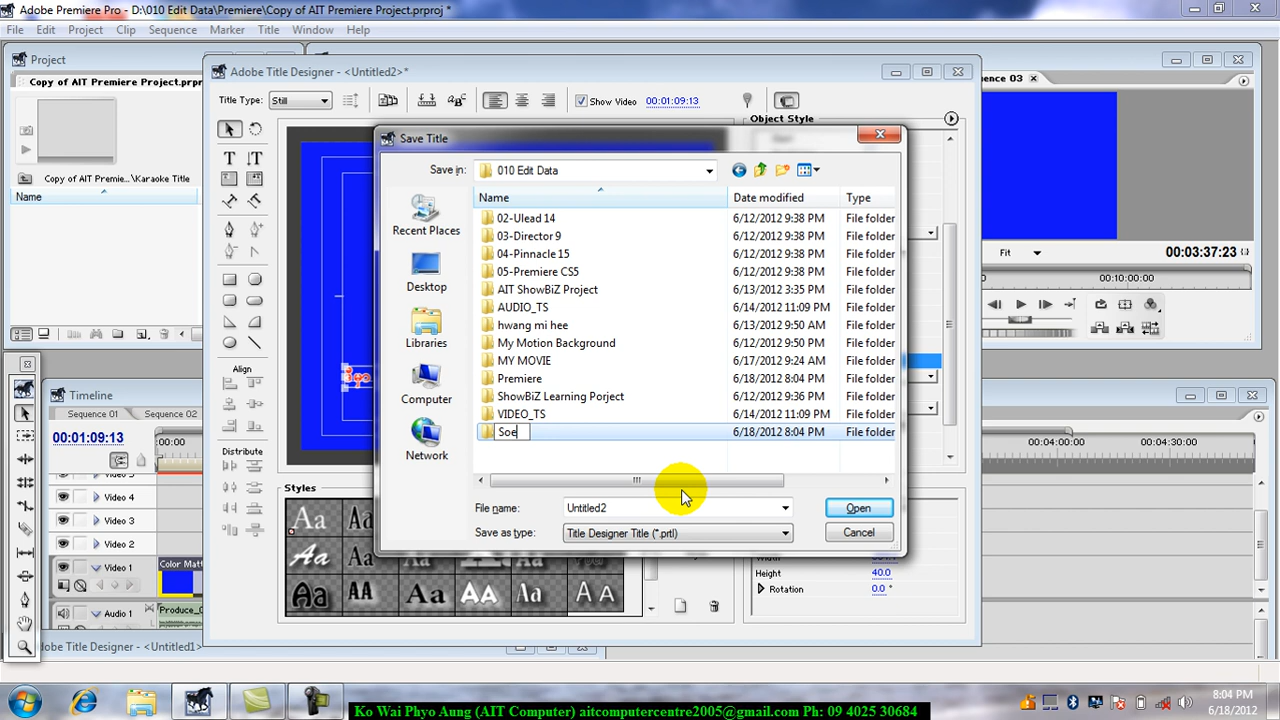 Adobe Premiere Pro - D:\010 Edit Data\Premiere\Copy of AIT Premiere Project.prproj *
File Edit Project Clip Sequence Marker Title Window Help
Project
Copy of AIT Premiere Project.prpr
Copy of AIT Premie...\Karaoke Title
Name
Adobe Title Designer - <Untitled2>*
Title Type: Still
Show Video 00:01:09:13
Object Style
Align
Distribute
Styles
Height 40.0
Rotation 0.0 °
Save Title
Save in: 010 Edit Data
Recent Places
Desktop
Libraries
Computer
Network
Name Date modified Type
02-Ulead 14 6/12/2012 9:38 PM File folder
03-Director 9 6/12/2012 9:38 PM File folder
04-Pinnacle 15 6/12/2012 9:38 PM File folder
05-Premiere CS5 6/12/2012 9:38 PM File folder
AIT ShowBiZ Project 6/13/2012 3:35 PM File folder
AUDIO_TS 6/14/2012 11:09 PM File folder
hwang mi hee 6/13/2012 9:50 AM File folder
My Motion Background 6/12/2012 9:50 PM File folder
MY MOVIE 6/17/2012 9:24 AM File folder
Premiere 6/18/2012 8:04 PM File folder
ShowBiZ Learning Porject 6/12/2012 9:36 PM File folder
VIDEO_TS 6/14/2012 11:09 PM File folder
Soe 6/18/2012 8:04 PM File folder
File name: Untitled2 Open
Save as type: Title Designer Title (*.prtl) Cancel
uence 03
Fit 00:03:37:23
00:10:00:00
Timeline
Sequence 01 Sequence 02
00:01:09:13 :00:00
00:04:00:00 00:04:30:00
Video 4
Video 3
Video 2
Video 1 Color Matt
Audio 1 Produce_0
dobe Title Designer - <Untitled1>
8:04 PM
6/18/2012
Ko Wai Phyo Aung (AIT Computer) aitcomputercentre2005@gmail.com Ph: 09 4025 30684